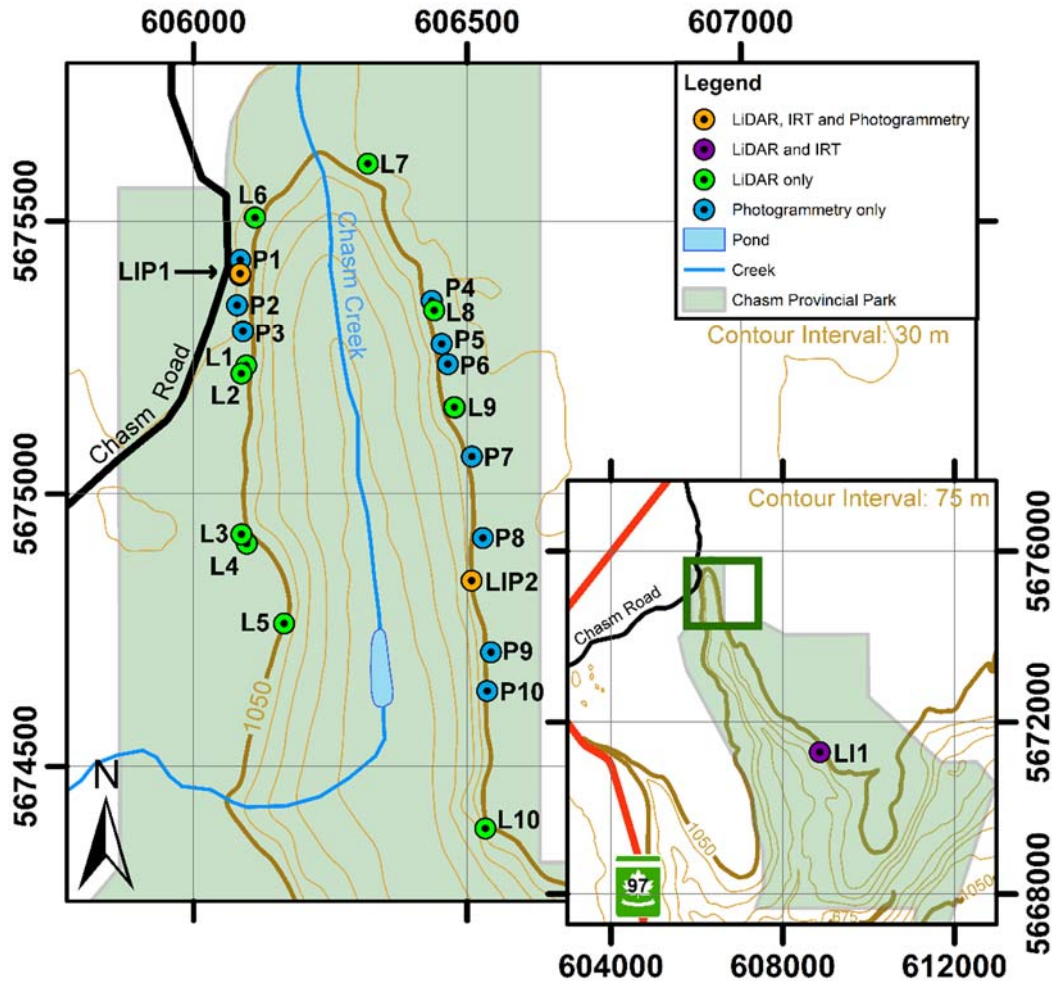 606000
606500
607000
Legend
LiDAR, IRT and Photogrammetry
LiDAR and IRT
LiDAR only
Photogrammetry only
Pond
Creek
Chasm Provincial Park
Contour Interval: 30 m
5675500
5675000
5674500
L7
L6
P1
LIP1
P2
P3
L1
L2
Chasm Road
Chasm Creek
P4
L8
P5
P6
L9
P7
L3
L4
P8
LIP2
L5
P9
P10
1050
L10
N
Contour Interval: 75 m
5676000
5672000
5668000
Chasm Road
LI1
1050
97
675
1050
604000
608000
612000